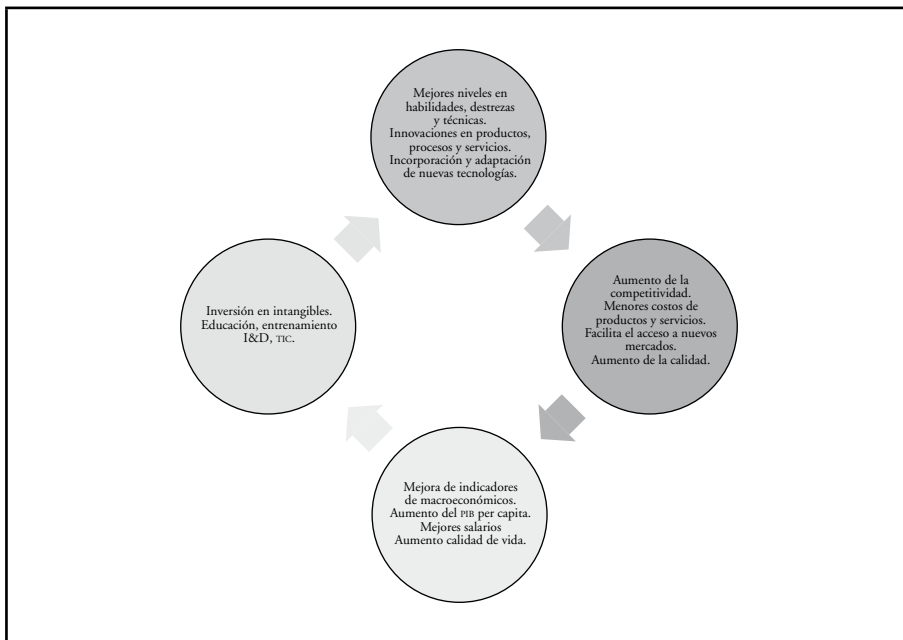 Mejores niveles en
habilidades, destrezas
y técnicas.
Innovaciones en productos,
procesos y servicios.
Incorporación y adaptación
de nuevas tecnologías.
Aumento de la
competitividad.
Menores costos de
productos y servicios.
Facilita el acceso a nuevos
mercados.
Aumento de la calidad.
Mejora de indicadores
de macroeconómicos.
Aumento del PIB per capita.
Mejores salarios
Aumento calidad de vida.
Inversión en intangibles.
Educación, entrenamiento
I&D, TIC.